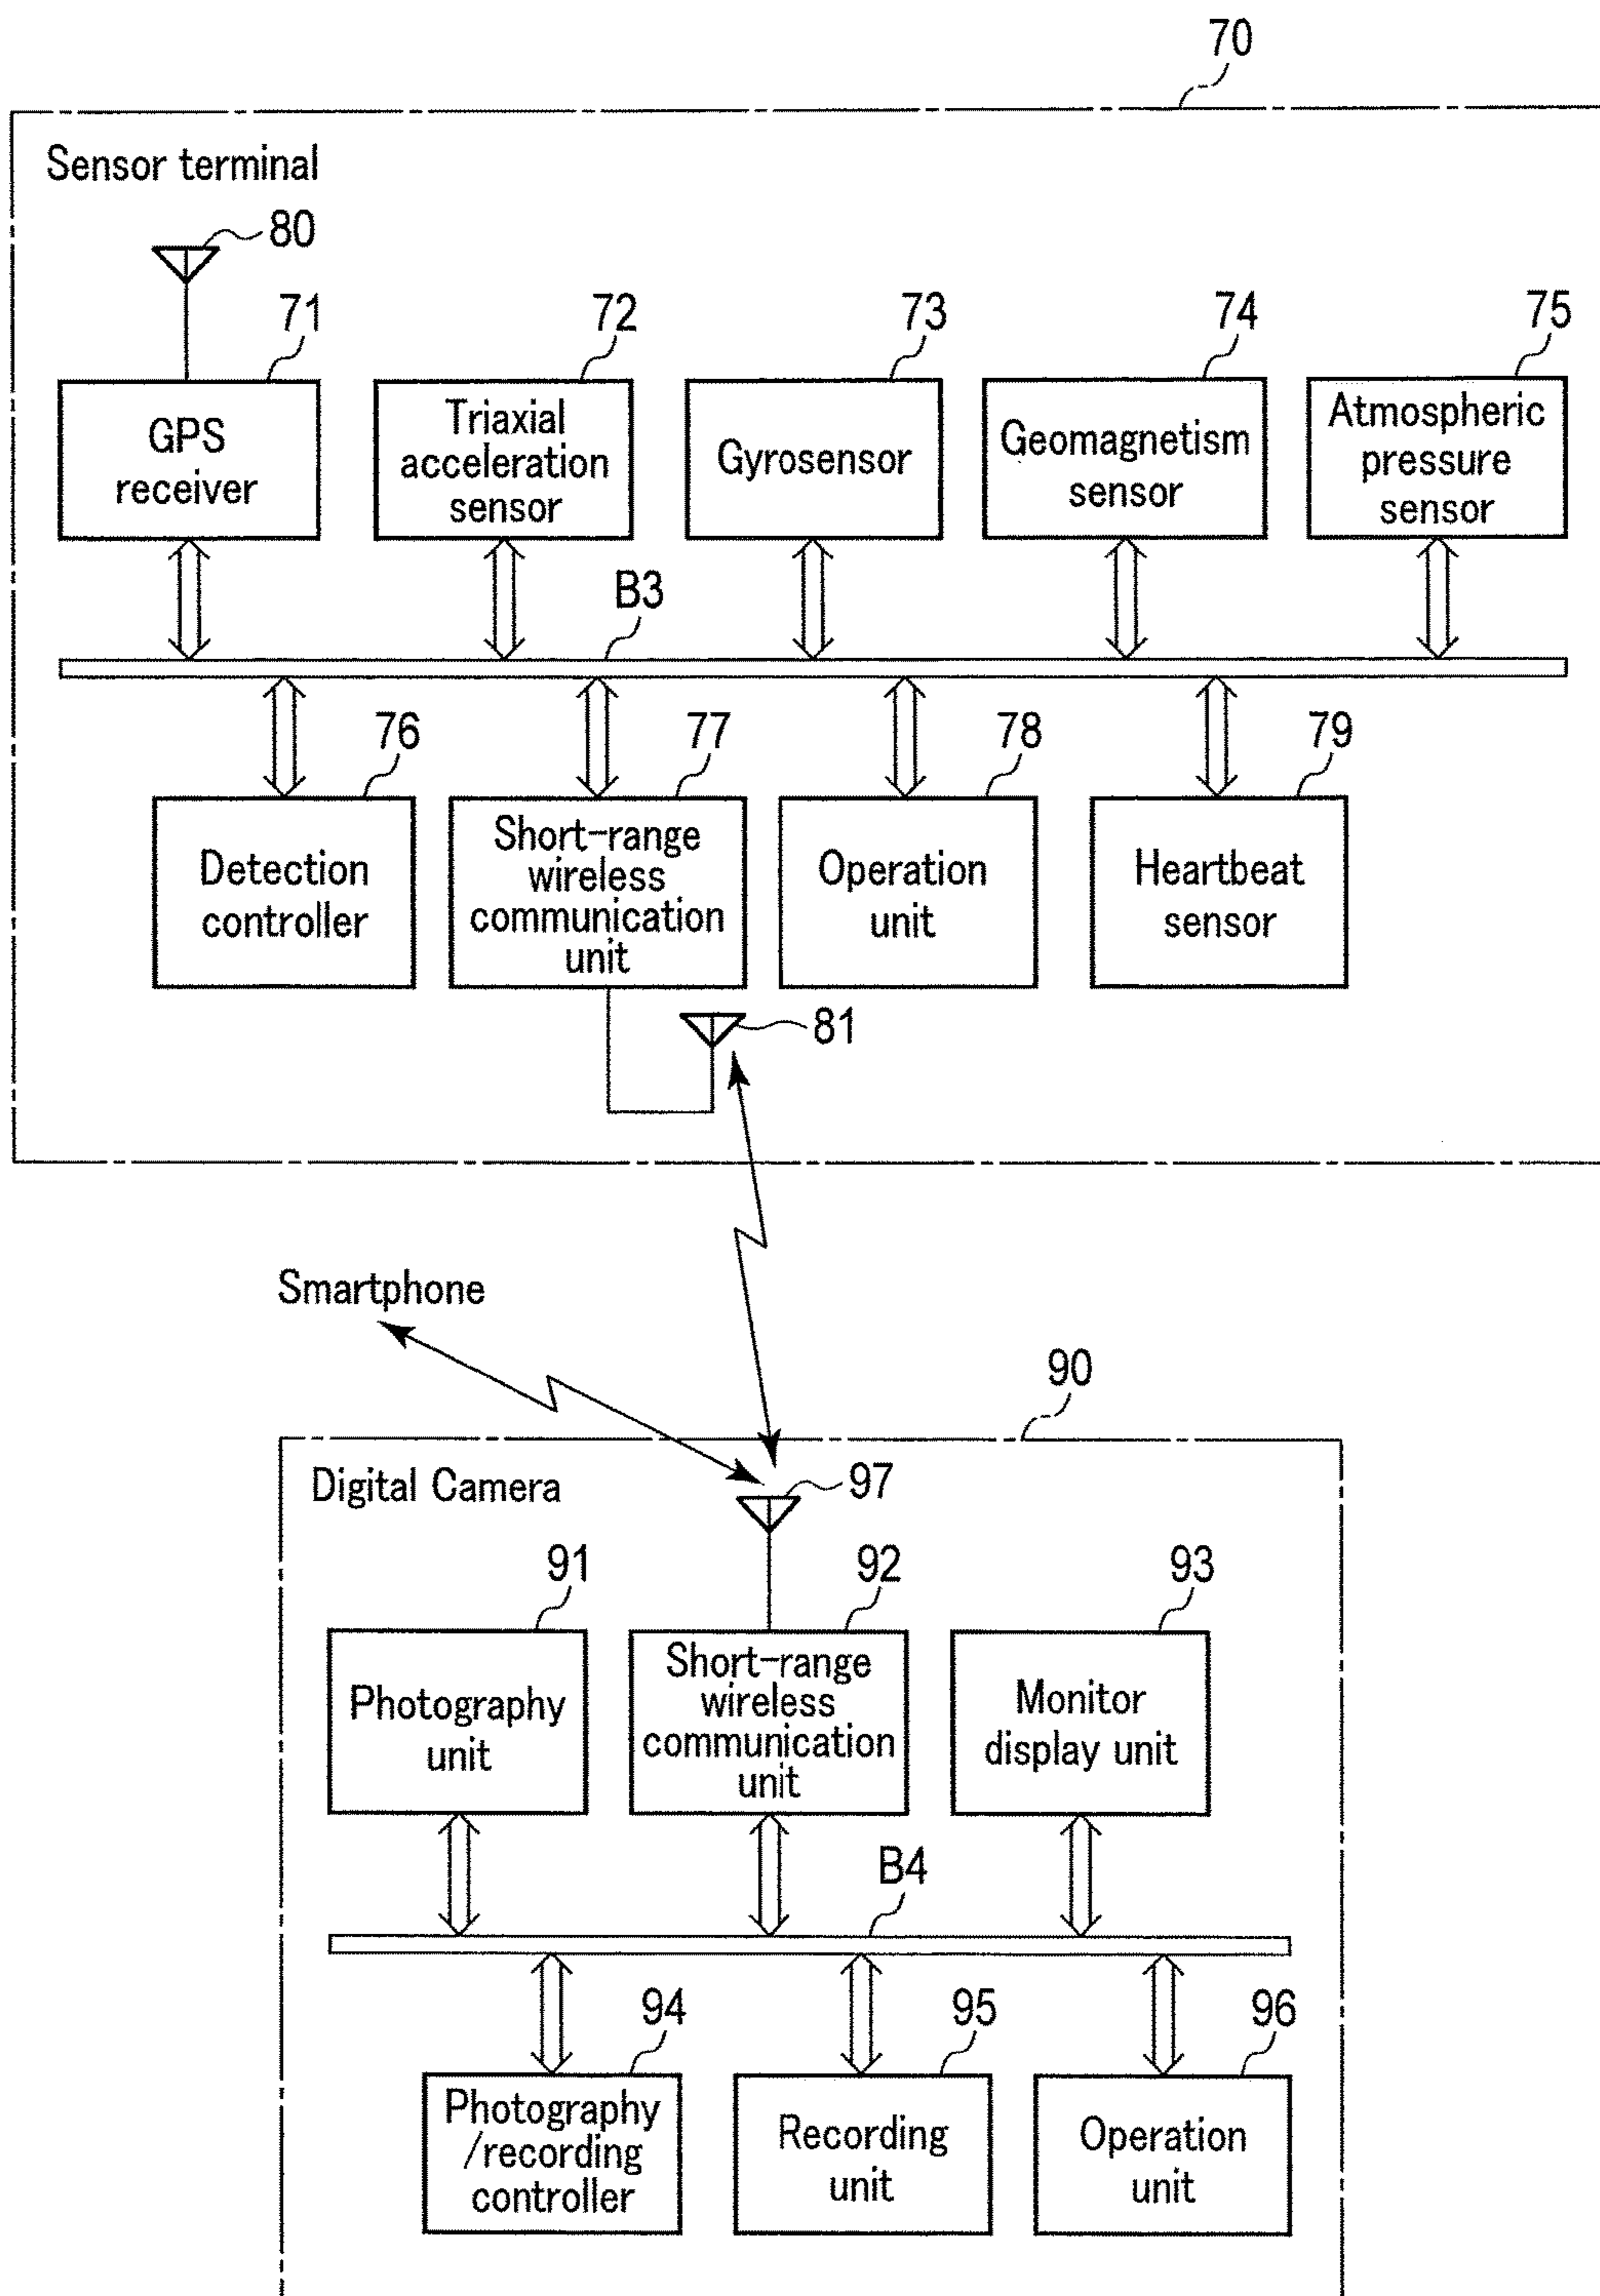 70
Sensor terminal
80
71
72
73
74
75
GPS
receiver
Triaxial
acceleration
sensor
Gyrosensor
Geomagnetism
sensor
Atmospheric
pressure
sensor
B3
76
77
78
79
Detection
controller
Short-range
wireless
communication
unit
Operation
unit
Heartbeat
sensor
81
Smartphone
90
Digital Camera
97
91
92
93
Photography
unit
Short-range
wireless
communication
unit
Monitor
display unit
B4
94
95
96
Photography
/recording
controller
Recording
unit
Operation
unit